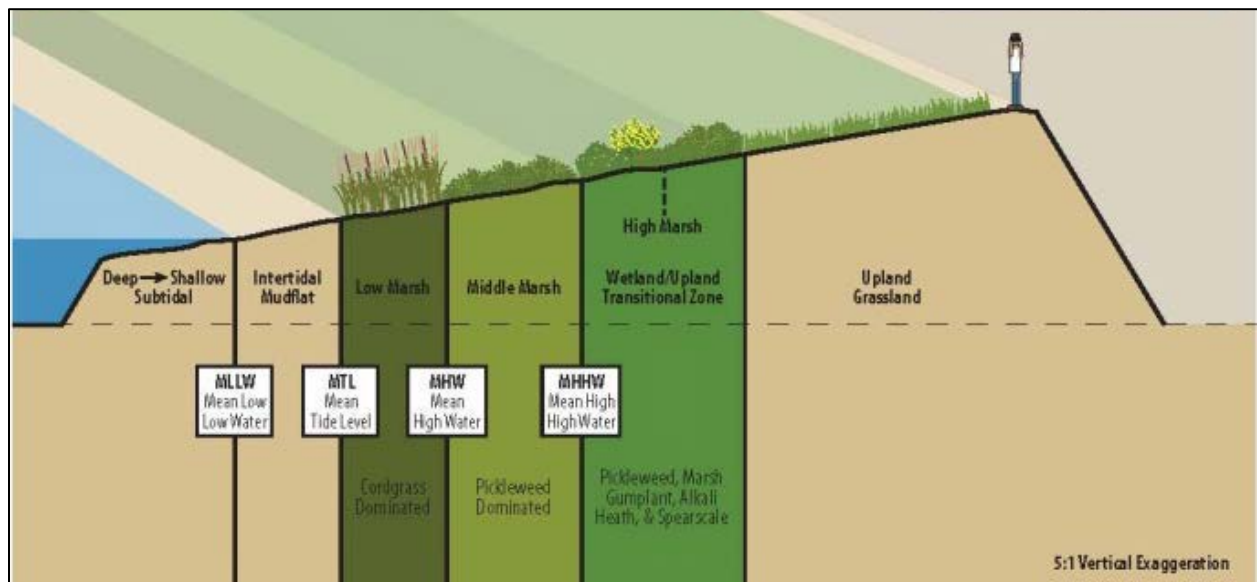 High Marsh
Deep → Shallow
Subtidal
Intertidal
Mudflat
Low Marsh
Middle Marsh
Wetland/Upland
Transitional Zone
Upland
Grassland
MLLW
Mean Low
Low Water
MTL
Mean
Tide Level
MHW
Mean
High Water
MHHW
Mean High
High Water
Cordgrass
Dominated
Pickleweed
Dominated
Pickleweed, Marsh
Gumplant, Alkali
Heath, & Spearscale
5:1 Vertical Exaggeration